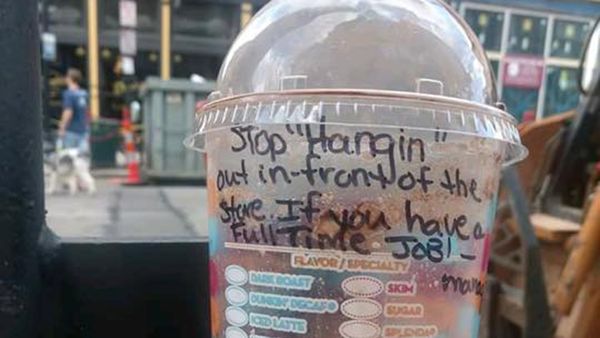 Stop "Hangin"
out in-front of the
store. If you have a
Full Time JOB! -
FLAVOR / SPECIALTY
DARK ROAST
SKIM
DUNKIN' DECAF®
SUGAR
ICED LATTE
SPLENDA®